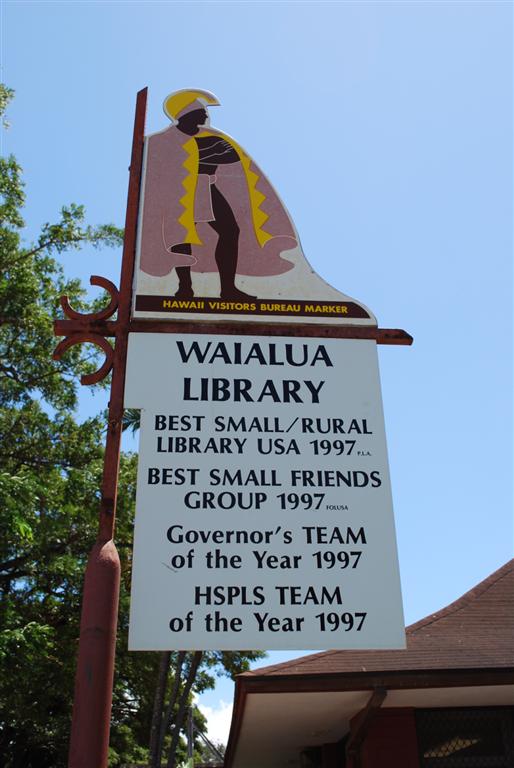 HAWAII VISITORS BUREAU MARKER
WAIALUA
LIBRARY
BEST SMALL/RURAL
LIBRARY USA 1997 P.L.A.
BEST SMALL FRIENDS
GROUP 1997 FOLUSA
Governor's TEAM
of the Year 1997
HSPLS TEAM
of the Year 1997